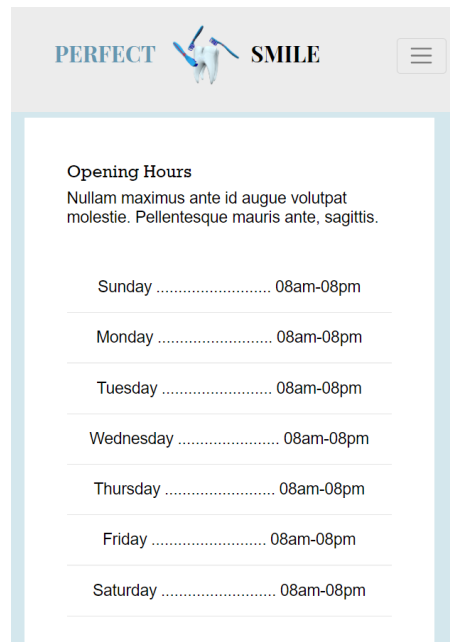 PERFECT SMILE
Opening Hours
Nullam maximus ante id augue volutpat
molestie. Pellentesque mauris ante, sagittis.
Sunday .......................... 08am-08pm
Monday .......................... 08am-08pm
Tuesday ......................... 08am-08pm
Wednesday ....................... 08am-08pm
Thursday ......................... 08am-08pm
Friday .......................... 08am-08pm
Saturday .......................... 08am-08pm